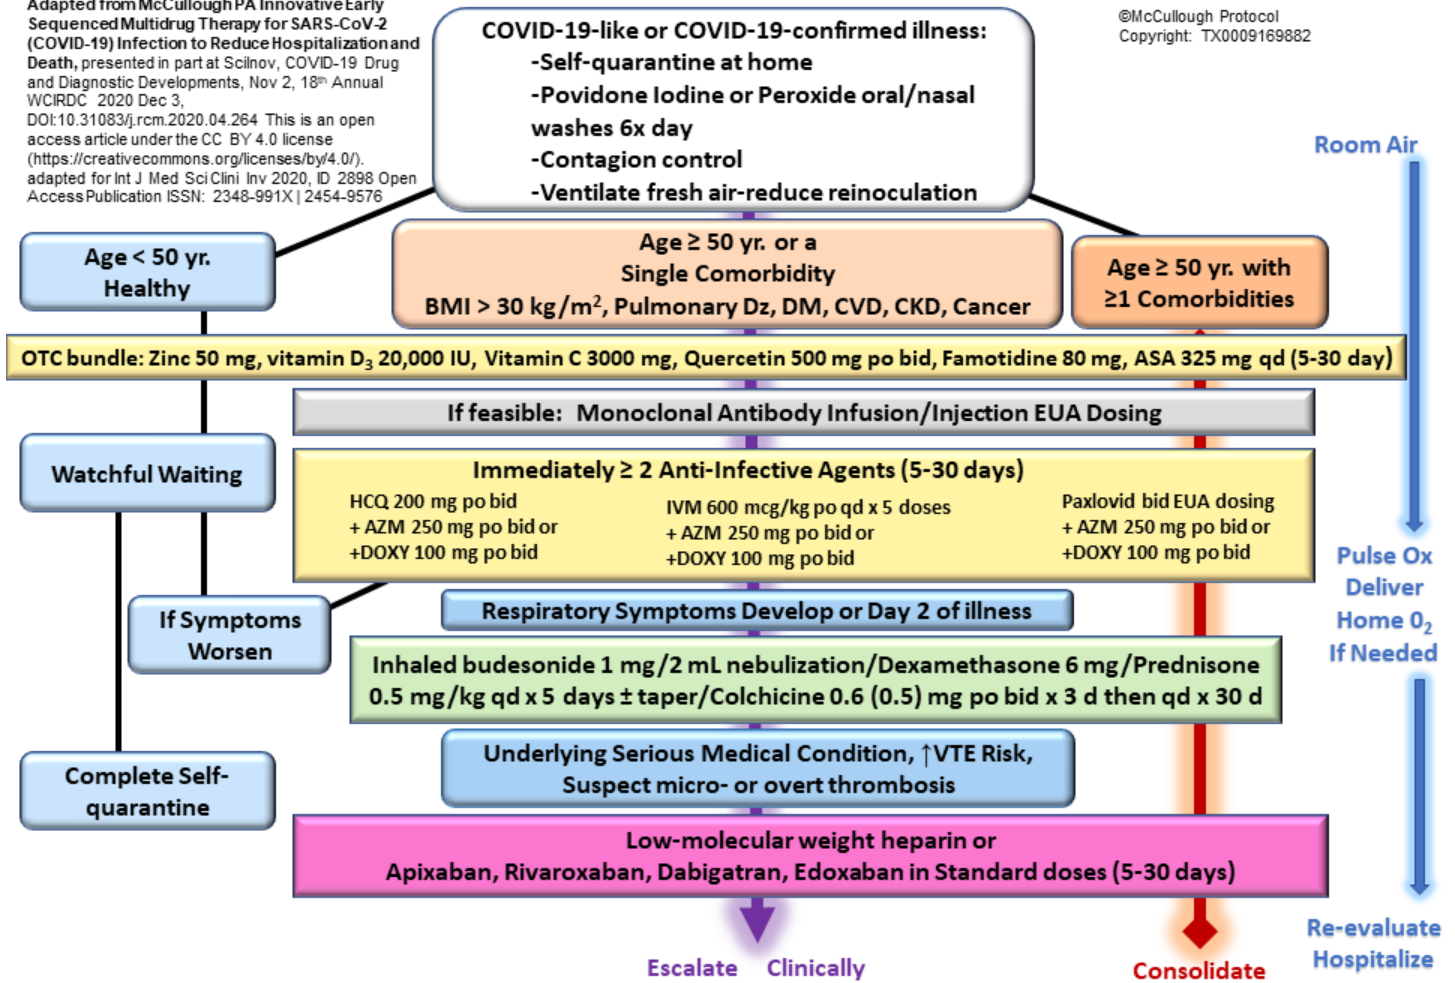 Adapted from McCullough PA Innovative Early
Sequenced Multidrug Therapy for SARS-CoV-2
(COVID-19) Infection to Reduce Hospitalization and
Death, presented in part at SciInov, COVID-19 Drug
and Diagnostic Developments, Nov 2, 18th Annual
WCIRDC 2020 Dec 3,
DOI:10.31083/j.rcm.2020.04.264 This is an open
access article under the CC BY 4.0 license
(https://creativecommons.org/licenses/by/4.0/).
adapted for Int J Med Sci Clini Inv 2020, ID 2898 Open
Access Publication ISSN: 2348-991X | 2454-9576
COVID-19-like or COVID-19-confirmed illness:
-Self-quarantine at home
-Povidone Iodine or Peroxide oral/nasal
washes 6x day
-Contagion control
-Ventilate fresh air-reduce reinoculation
©McCullough Protocol
Copyright: TX0009169882
Room Air
Age < 50 yr.
Healthy
Age ≥ 50 yr. or a
Single Comorbidity
BMI > 30 kg/m², Pulmonary Dz, DM, CVD, CKD, Cancer
Age ≥ 50 yr. with
≥1 Comorbidities
OTC bundle: Zinc 50 mg, vitamin D₃ 20,000 IU, Vitamin C 3000 mg, Quercetin 500 mg po bid, Famotidine 80 mg, ASA 325 mg qd (5-30 day)
If feasible: Monoclonal Antibody Infusion/Injection EUA Dosing
Watchful Waiting
Immediately ≥ 2 Anti-Infective Agents (5-30 days)
HCQ 200 mg po bid
+ AZM 250 mg po bid or
+DOXY 100 mg po bid
IVM 600 mcg/kg po qd x 5 doses
+ AZM 250 mg po bid or
+DOXY 100 mg po bid
Paxlovid bid EUA dosing
+ AZM 250 mg po bid or
+DOXY 100 mg po bid
Pulse Ox
Deliver
Home 0₂
If Needed
If Symptoms
Worsen
Respiratory Symptoms Develop or Day 2 of illness
Inhaled budesonide 1 mg/2 mL nebulization/Dexamethasone 6 mg/Prednisone
0.5 mg/kg qd x 5 days ± taper/Colchicine 0.6 (0.5) mg po bid x 3 d then qd x 30 d
Underlying Serious Medical Condition, ↑VTE Risk,
Suspect micro- or overt thrombosis
Complete Self-
quarantine
Low-molecular weight heparin or
Apixaban, Rivaroxaban, Dabigatran, Edoxaban in Standard doses (5-30 days)
Escalate Clinically
Consolidate
Re-evaluate
Hospitalize